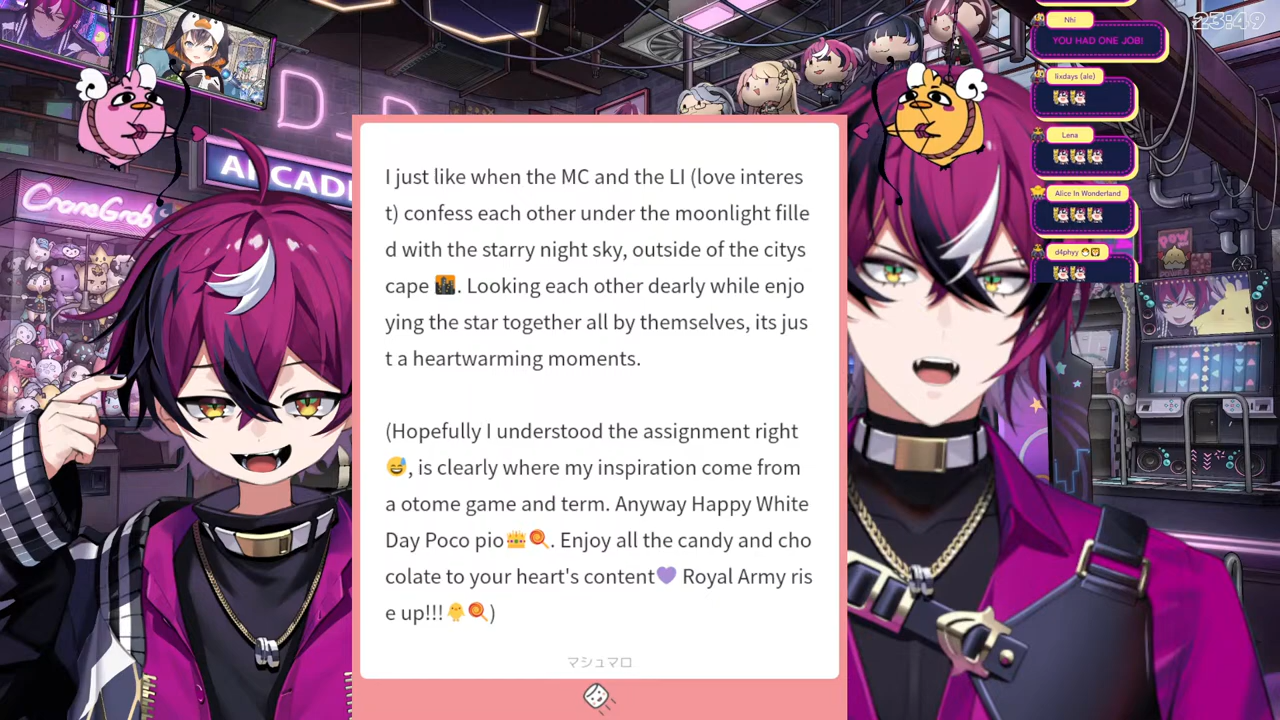 23:49
Nhi
YOU HAD ONE JOB!
lixdays (ale)
Lena
Alice In Wonderland
d4phyy
CraneGrab
I just like when the MC and the LI (love interes
t) confess each other under the moonlight fille
d with the starry night sky, outside of the citys
cape 🌃. Looking each other dearly while enjo
ying the star together all by themselves, its jus
t a heartwarming moments.
(Hopefully I understood the assignment right
😅, is clearly where my inspiration come from
a otome game and term. Anyway Happy White
Day Poco pio👑🍭. Enjoy all the candy and cho
colate to your heart's content💜 Royal Army ris
e up!!!🐥🍭)
マシュマロ
POW